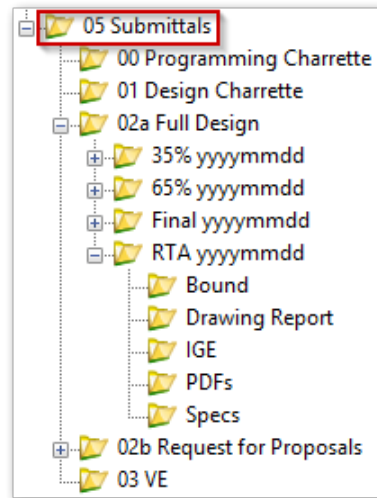 05 Submittals
00 Programming Charrette
01 Design Charrette
02a Full Design
35% yyyymmdd
65% yyyymmdd
Final yyyymmdd
RTA yyyymmdd
Bound
Drawing Report
IGE
PDFs
Specs
02b Request for Proposals
03 VE